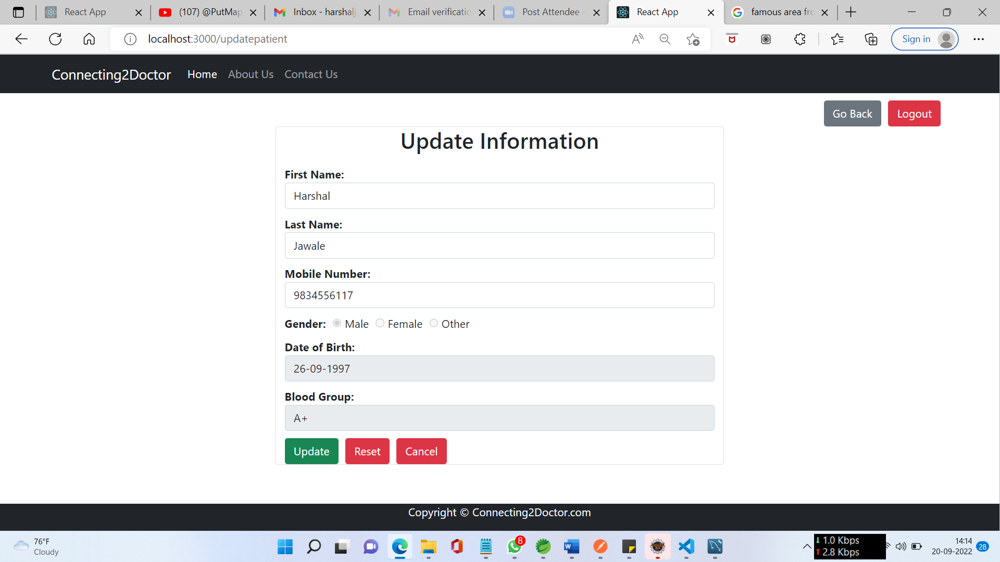 React App
(107) @PutMap
Inbox - harshalj
Email verificatio
Post Attendee -
React App
famous area fro
localhost:3000/updatepatient
Sign in
Connecting2Doctor Home About Us Contact Us
Go Back Logout
Update Information
First Name:
Harshal
Last Name:
Jawale
Mobile Number:
9834556117
Gender: Male Female Other
Date of Birth:
26-09-1997
Blood Group:
A+
Update Reset Cancel
Copyright © Connecting2Doctor.com
76°F
Cloudy
8
↓ 1.0 Kbps
↑ 2.8 Kbps
14:14
20-09-2022
28